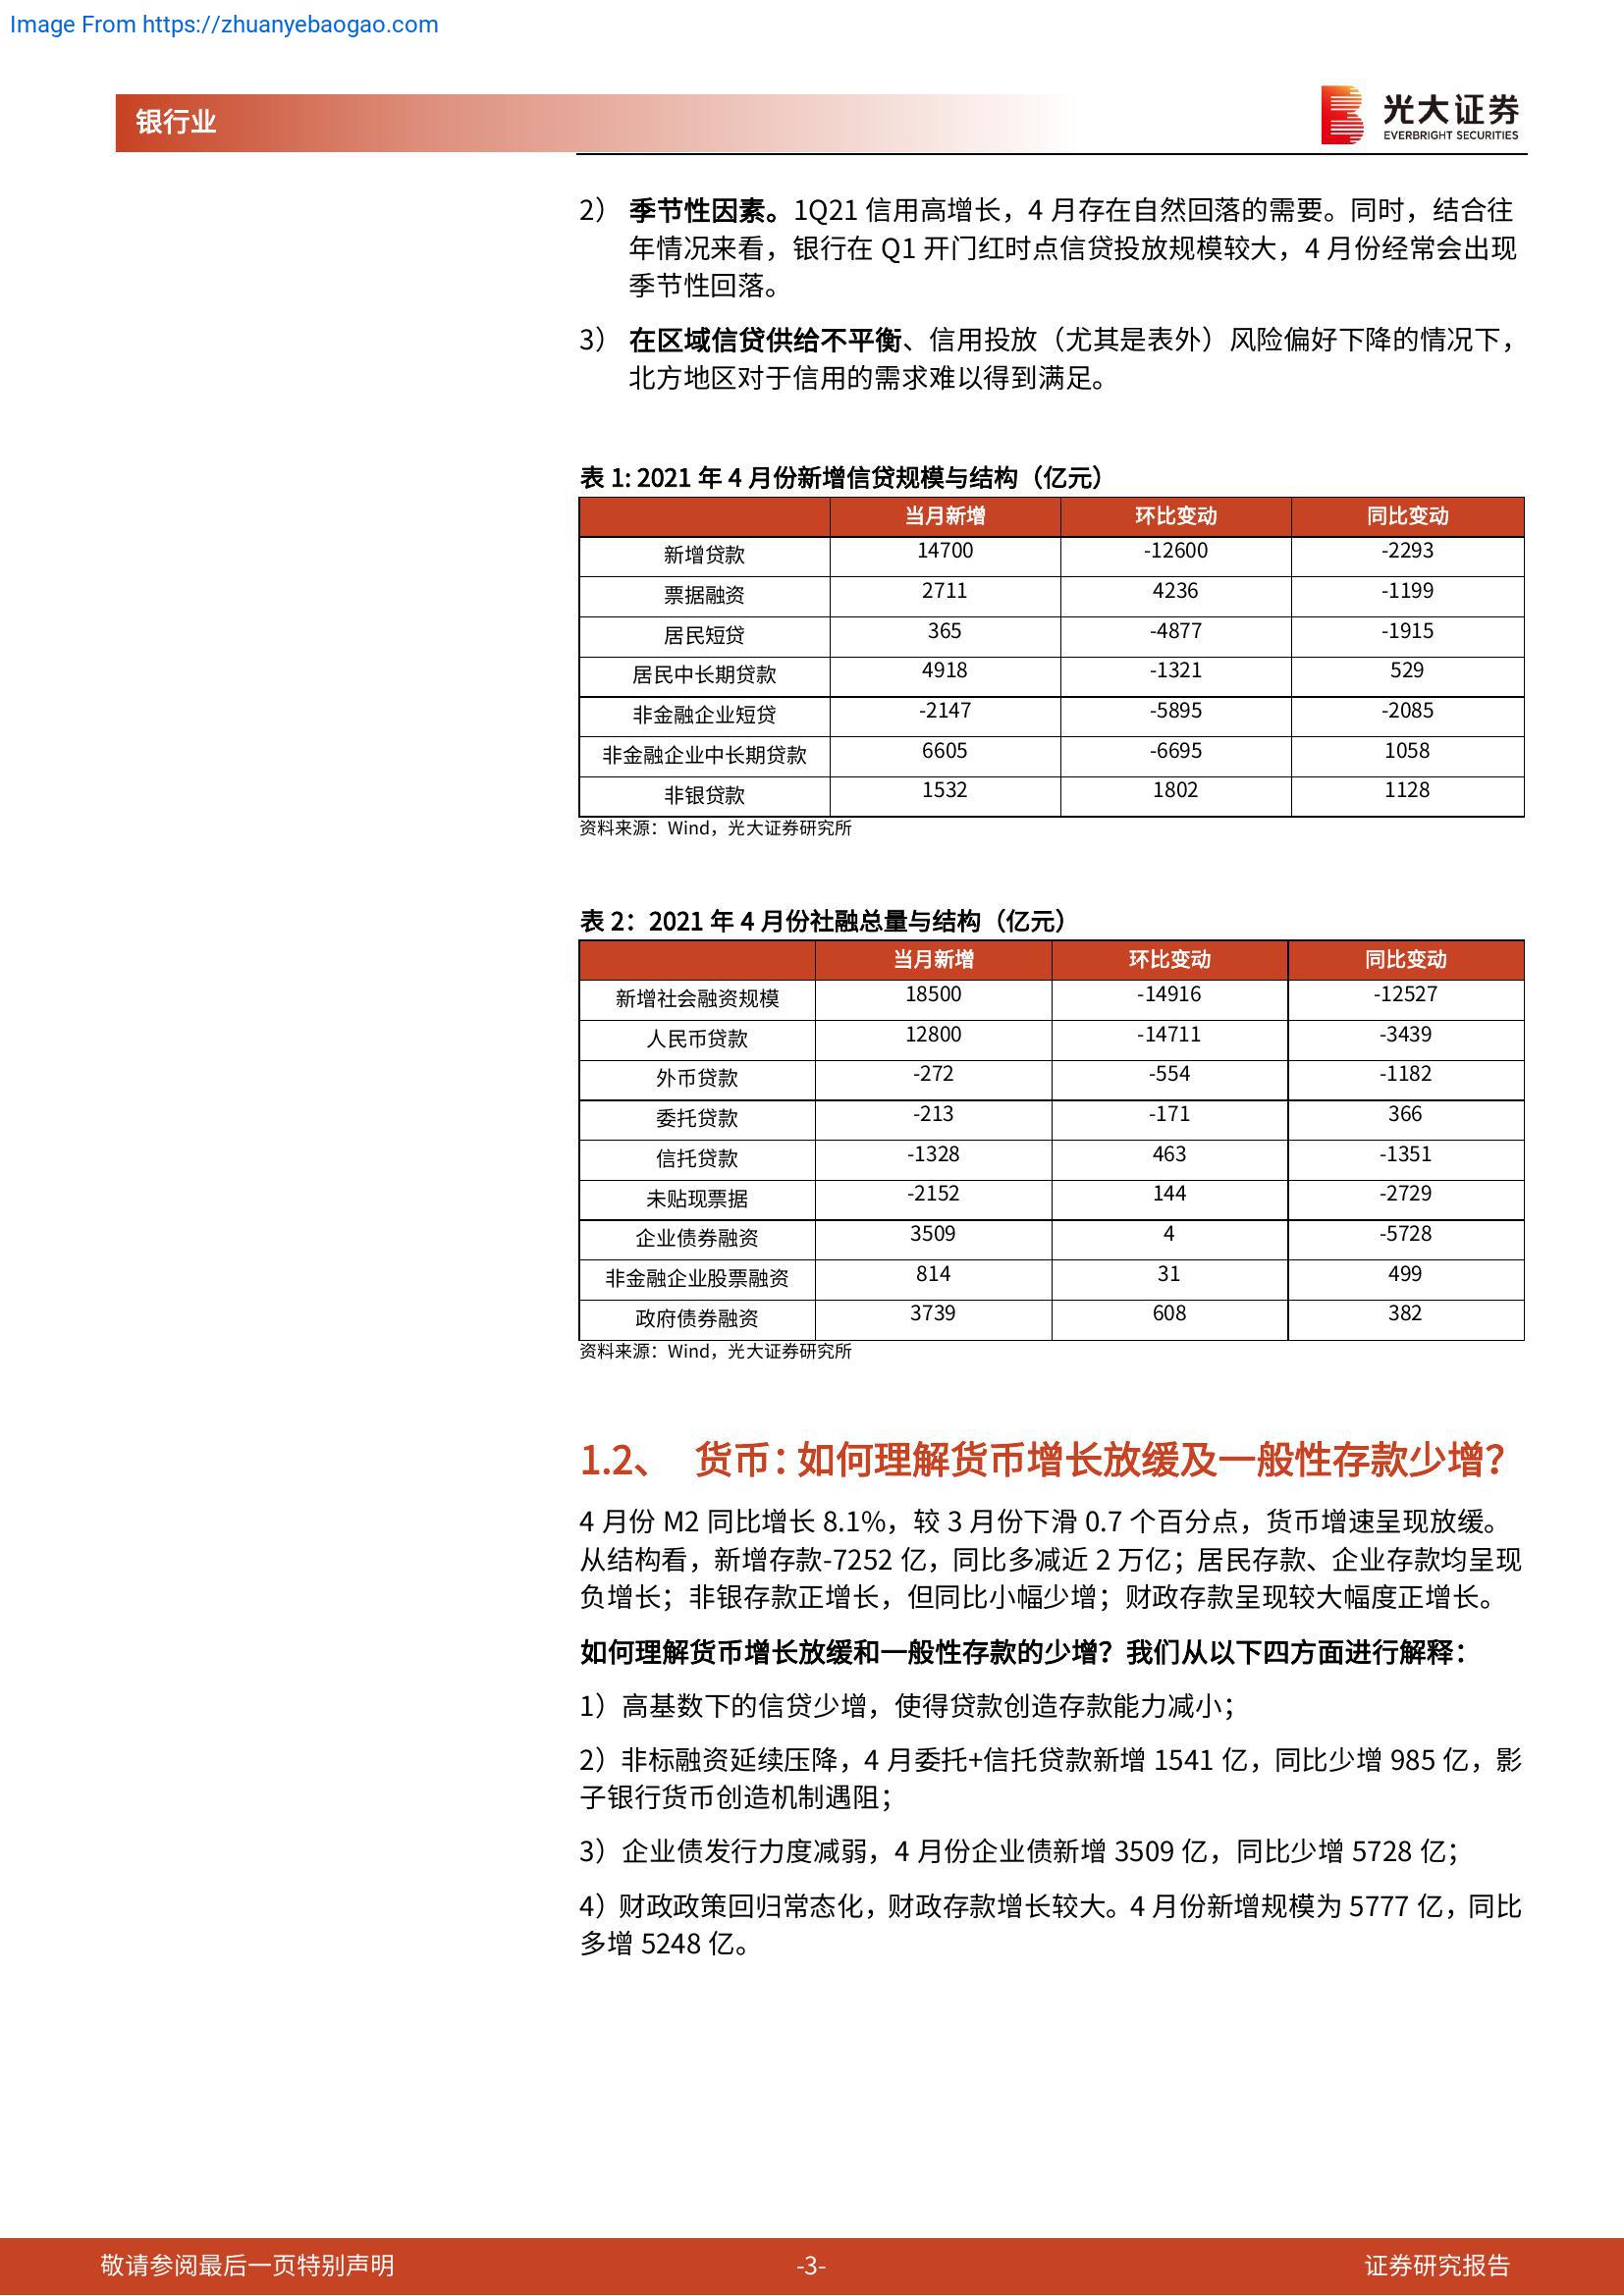 Image From https://zhuanyebaogao.com
银行业
光大证券
EVERBRIGHT SECURITIES
2） 季节性因素。1Q21 信用高增长，4 月存在自然回落的需要。同时，结合往
年情况来看，银行在 Q1 开门红时点信贷投放规模较大，4 月份经常会出现
季节性回落。
3） 在区域信贷供给不平衡、信用投放（尤其是表外）风险偏好下降的情况下，
北方地区对于信用的需求难以得到满足。
表 1: 2021 年 4 月份新增信贷规模与结构（亿元）
当月新增 环比变动 同比变动
新增贷款 14700 -12600 -2293
票据融资 2711 4236 -1199
居民短贷 365 -4877 -1915
居民中长期贷款 4918 -1321 529
非金融企业短贷 -2147 -5895 -2085
非金融企业中长期贷款 6605 -6695 1058
非银贷款 1532 1802 1128
资料来源：Wind，光大证券研究所
表 2：2021 年 4 月份社融总量与结构（亿元）
当月新增 环比变动 同比变动
新增社会融资规模 18500 -14916 -12527
人民币贷款 12800 -14711 -3439
外币贷款 -272 -554 -1182
委托贷款 -213 -171 366
信托贷款 -1328 463 -1351
未贴现票据 -2152 144 -2729
企业债券融资 3509 4 -5728
非金融企业股票融资 814 31 499
政府债券融资 3739 608 382
资料来源：Wind，光大证券研究所
1.2、 货币：如何理解货币增长放缓及一般性存款少增？
4 月份 M2 同比增长 8.1%，较 3 月份下滑 0.7 个百分点，货币增速呈现放缓。
从结构看，新增存款-7252 亿，同比多减近 2 万亿；居民存款、企业存款均呈现
负增长；非银存款正增长，但同比小幅少增；财政存款呈现较大幅度正增长。
如何理解货币增长放缓和一般性存款的少增？我们从以下四方面进行解释：
1）高基数下的信贷少增，使得贷款创造存款能力减小；
2）非标融资延续压降，4 月委托+信托贷款新增 1541 亿，同比少增 985 亿，影
子银行货币创造机制遇阻；
3）企业债发行力度减弱，4 月份企业债新增 3509 亿，同比少增 5728 亿；
4）财政政策回归常态化，财政存款增长较大。4 月份新增规模为 5777 亿，同比
多增 5248 亿。
敬请参阅最后一页特别声明 -3- 证券研究报告